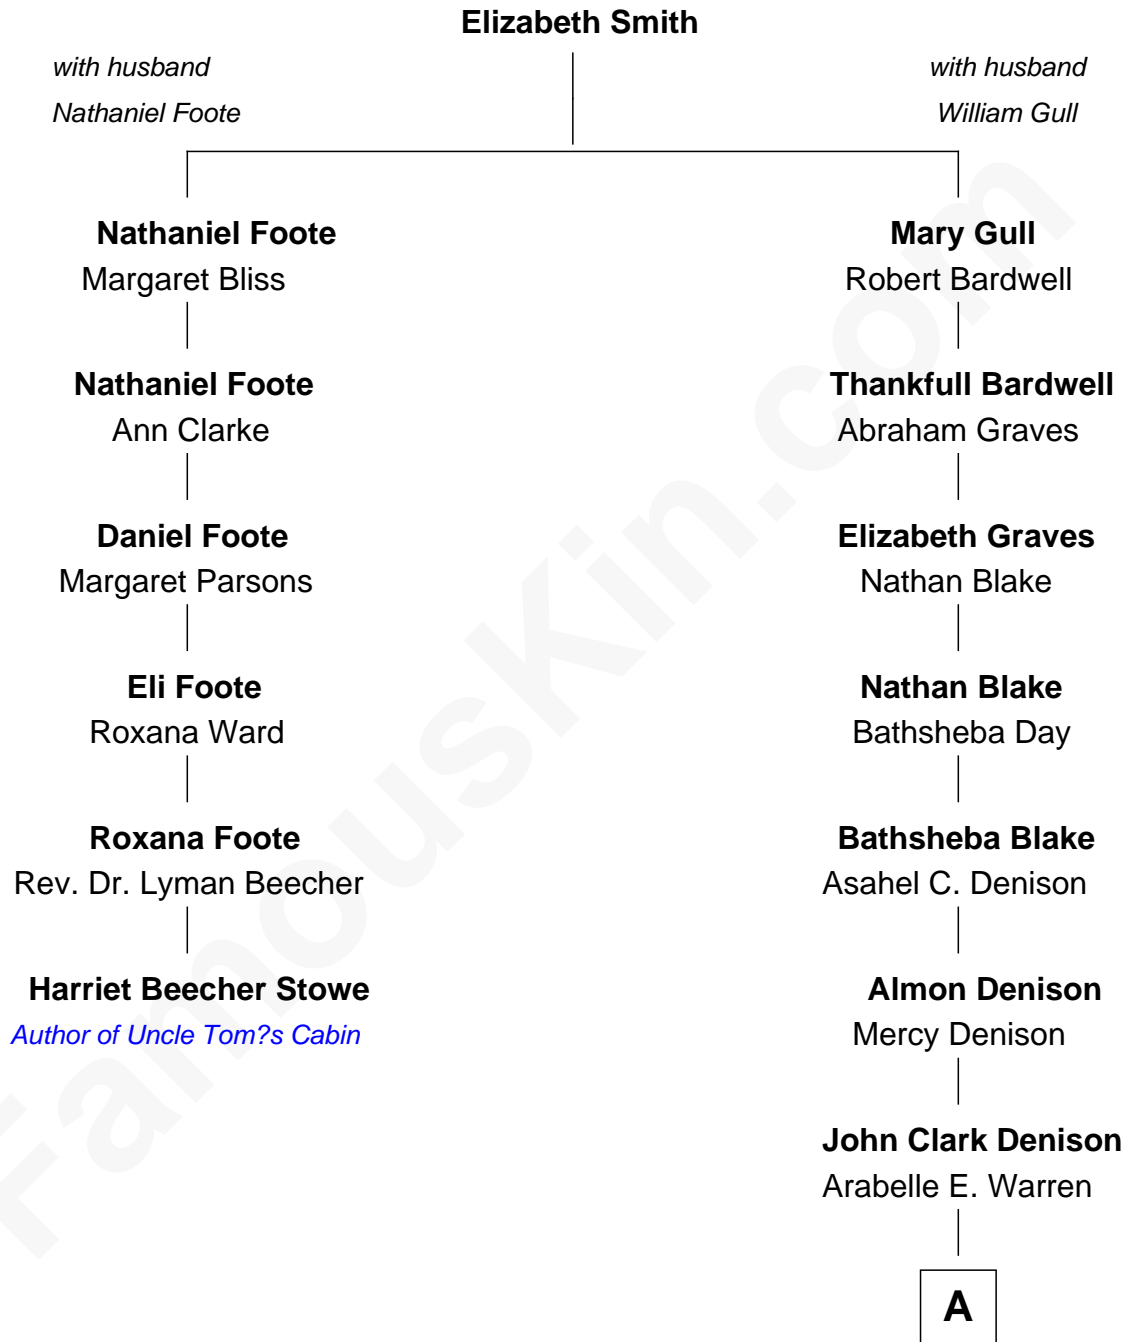 Elizabeth Smith
with husband
Nathaniel Foote
with husband
William Gull
Nathaniel Foote
Margaret Bliss
Mary Gull
Robert Bardwell
Nathaniel Foote
Ann Clarke
Thankfull Bardwell
Abraham Graves
Daniel Foote
Margaret Parsons
Elizabeth Graves
Nathan Blake
Eli Foote
Roxana Ward
Nathan Blake
Bathsheba Day
Roxana Foote
Rev. Dr. Lyman Beecher
Bathsheba Blake
Asahel C. Denison
Harriet Beecher Stowe
Author of Uncle Tom?s Cabin
Almon Denison
Mercy Denison
John Clark Denison
Arabelle E. Warren
A
FamousKin.com